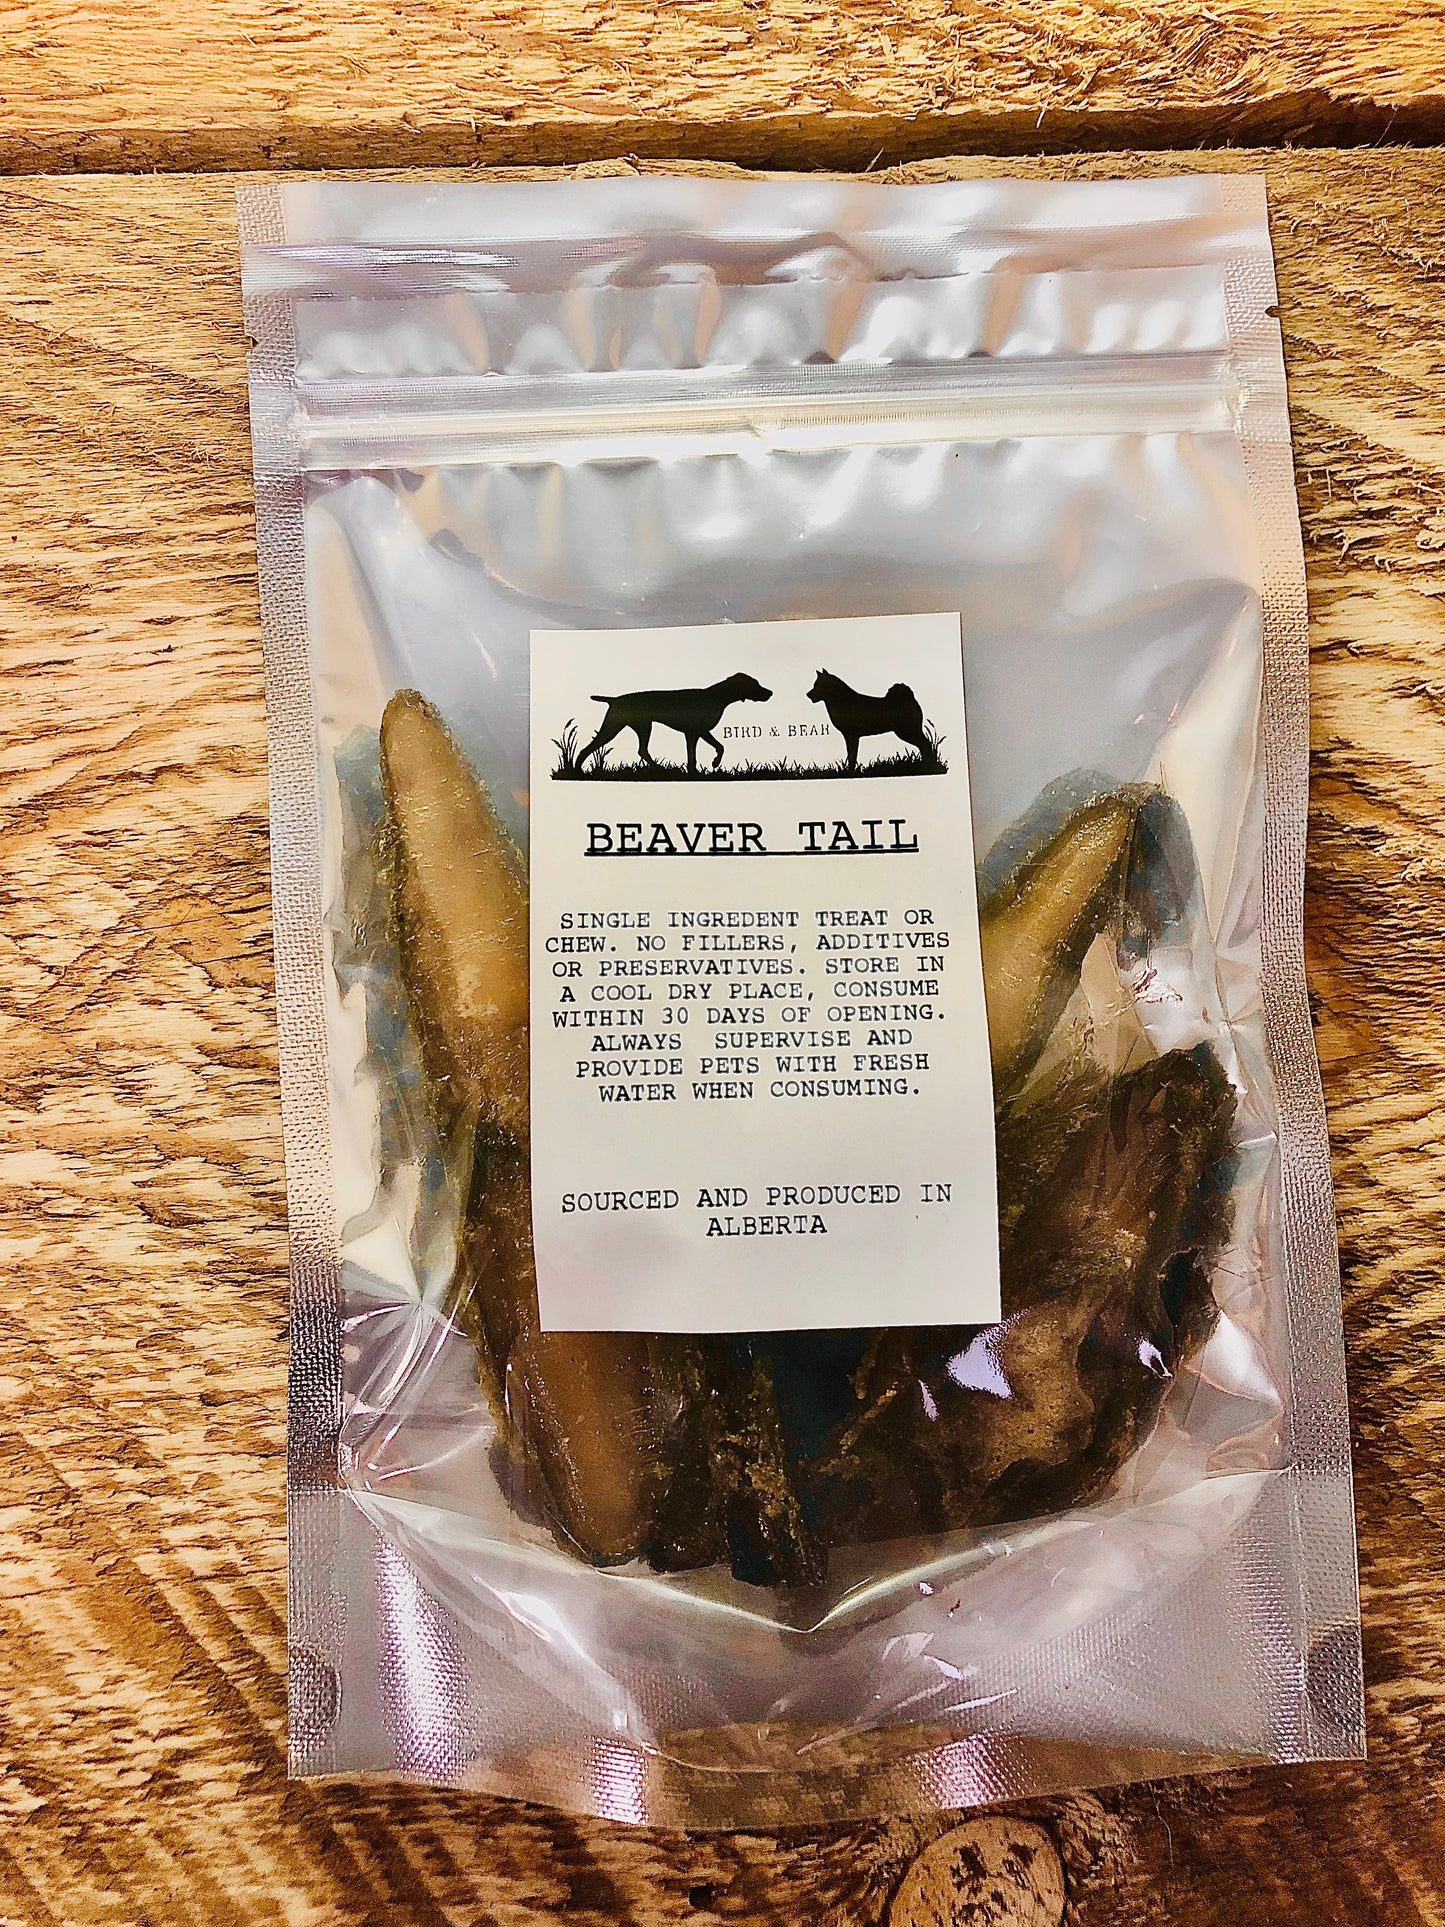 BIRD & BEAR
BEAVER TAIL
SINGLE INGREDENT TREAT OR
CHEW. NO FILLERS, ADDITIVES
OR PRESERVATIVES. STORE IN
A COOL DRY PLACE, CONSUME
WITHIN 30 DAYS OF OPENING.
ALWAYS SUPERVISE AND
PROVIDE PETS WITH FRESH
WATER WHEN CONSUMING.
SOURCED AND PRODUCED IN
ALBERTA